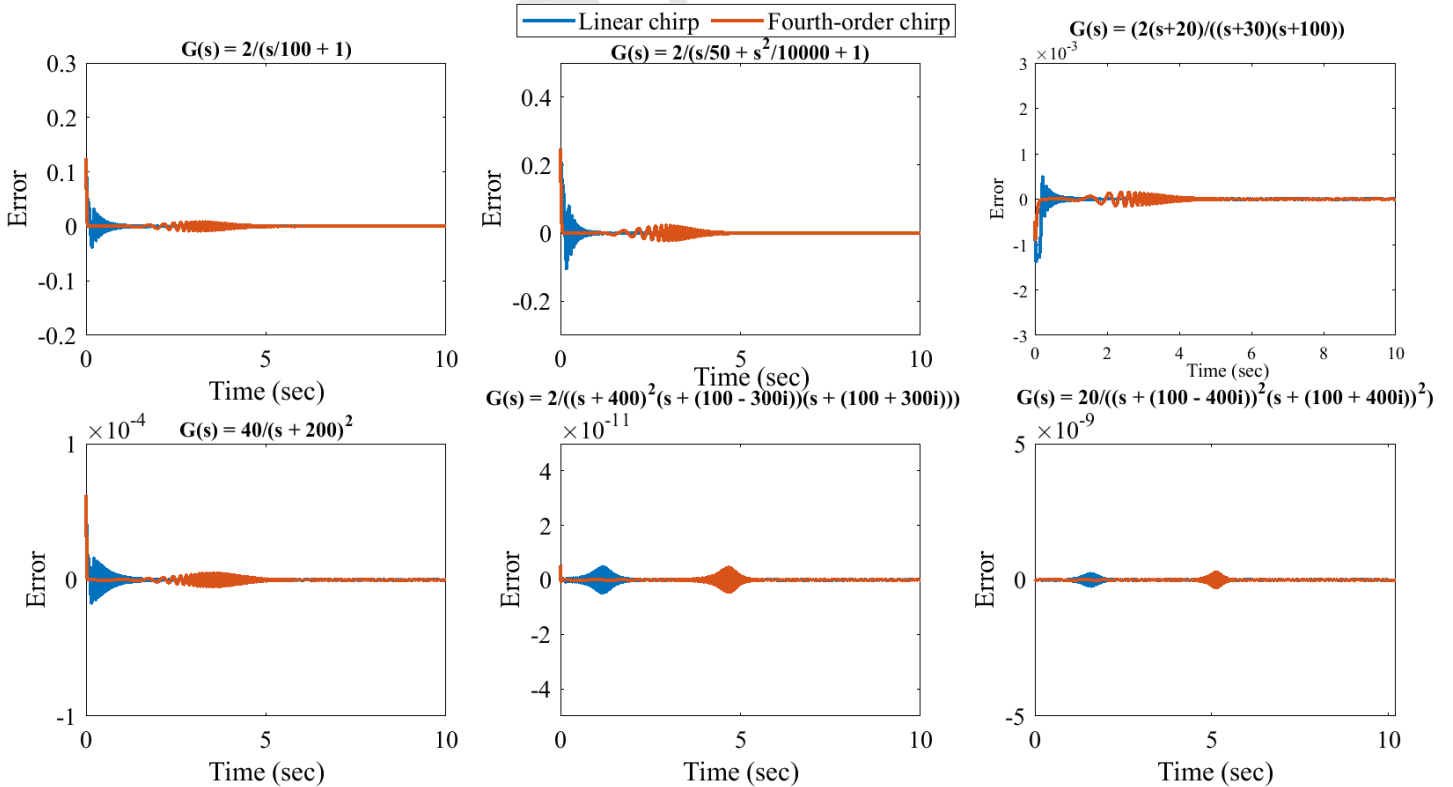 Linear chirp Fourth-order chirp
G(s) = 2/(s/100 + 1)
0.3
0.2
0.1
0
-0.1
-0.2
Error
0 5 10
Time (sec)
G(s) = 2/(s/50 + s^2/10000 + 1)
0.4
0.2
0
-0.2
Error
0 5 10
Time (sec)
G(s) = (2(s+20)/((s+30)(s+100))
×10^-3
3
2
1
0
-1
-2
-3
Error
0 2 4 6 8 10
Time (sec)
G(s) = 40/(s + 200)^2
×10^-4
1
0
-1
Error
0 5 10
Time (sec)
G(s) = 2/((s + 400)^2(s + (100 - 300i))(s + (100 + 300i)))
×10^-11
4
2
0
-2
-4
Error
0 5 10
Time (sec)
G(s) = 20/((s + (100 - 400i))^2(s + (100 + 400i))^2)
×10^-9
5
0
-5
Error
0 5 10
Time (sec)